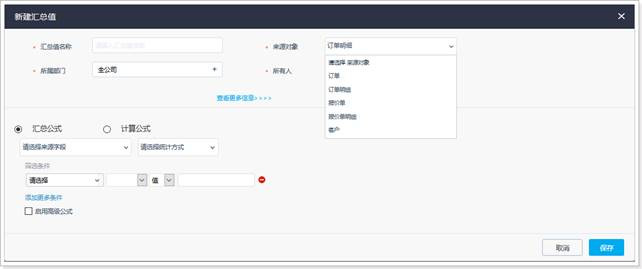 新建汇总值
汇总值名称 请输入汇总值名称 来源对象 订单明细
请选择 来源对象
所属部门 主公司 + 所有人
订单
订单明细
报价单
报价单明细
客户
查看更多信息>>>>
汇总公式 计算公式
请选择来源字段 请选择统计方式
筛选条件
请选择 值
添加更多条件
启用高级公式
取消 保存